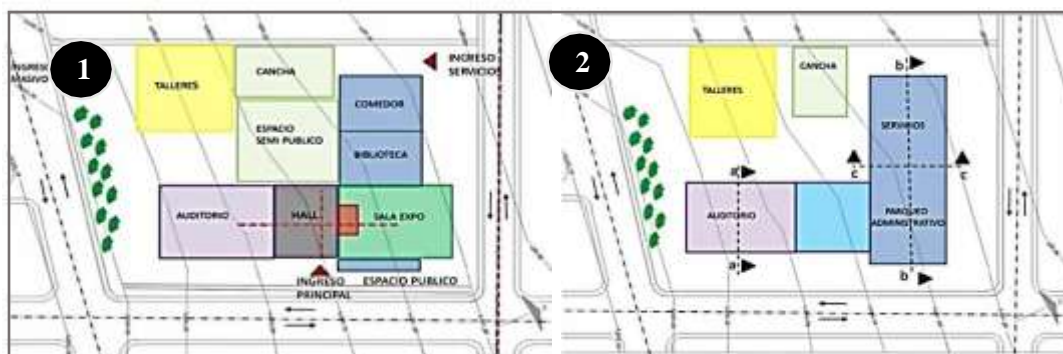 1
INGRESO
MASIVO
TALLERES
CANCHA
INGRESO
SERVICIOS
COMEDOR
ESPACIO
SEMI PUBLICO
BIBLIOTECA
AUDITORIO
HALL
SALA EXPO
INGRESO
PRINCIPAL
ESPACIO PUBLICO
2
CANCHA
TALLERES
b
SERVICIOS
c
c
a
AUDITORIO
PARQUEO
ADMINISTRATIVO
a
b